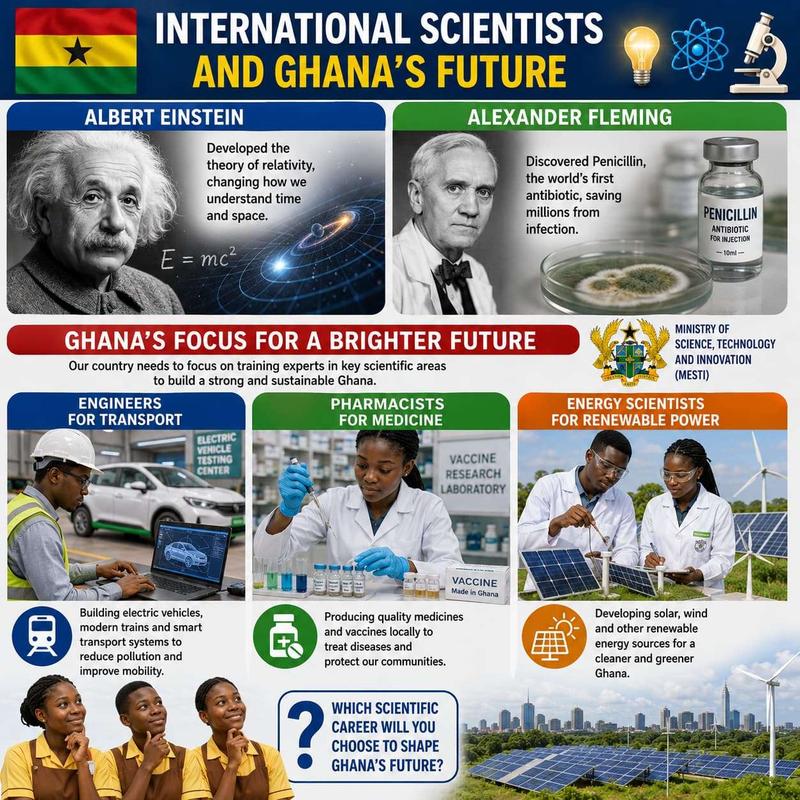 INTERNATIONAL SCIENTISTS
AND GHANA'S FUTURE
ALBERT EINSTEIN
Developed the
theory of relativity,
changing how we
understand time
and space.
E = mc²
ALEXANDER FLEMING
Discovered Penicillin,
the world's first
antibiotic, saving
millions from
infection.
PENICILLIN
ANTIBIOTIC
FOR INJECTION
10ml
GHANA'S FOCUS FOR A BRIGHTER FUTURE
Our country needs to focus on training experts in key scientific areas
to build a strong and sustainable Ghana.
MINISTRY OF
SCIENCE, TECHNOLOGY
AND INNOVATION
(MESTI)
ENGINEERS
FOR TRANSPORT
ELECTRIC
VEHICLE
TESTING
CENTER
Building electric vehicles,
modern trains and smart
transport systems to
reduce pollution and
improve mobility.
PHARMACISTS
FOR MEDICINE
VACCINE
RESEARCH
LABORATORY
VACCINE
Made in Ghana
Producing quality medicines
and vaccines locally to
treat diseases and
protect our communities.
ENERGY SCIENTISTS
FOR RENEWABLE POWER
Developing solar, wind
and other renewable
energy sources for a
cleaner and greener
Ghana.
?
WHICH SCIENTIFIC
CAREER WILL YOU
CHOOSE TO SHAPE
GHANA'S FUTURE?